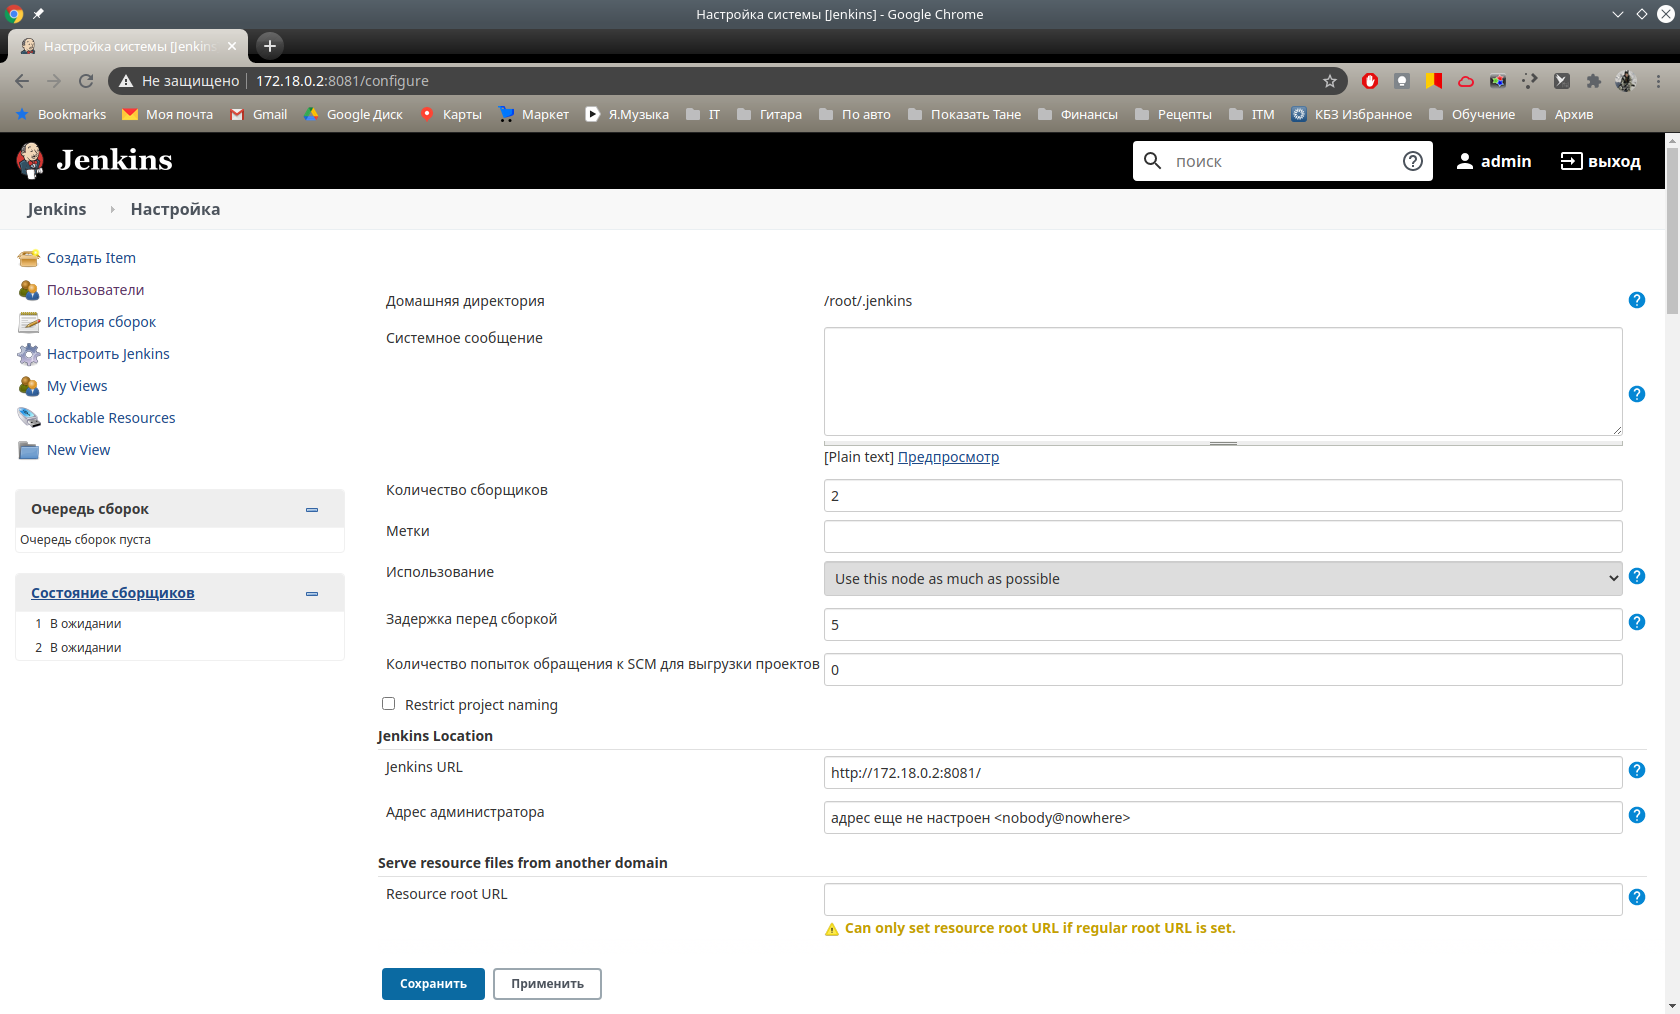 Настройка системы [Jenkins] - Google Chrome
Настройка системы [Jenkins
Не защищено 172.18.0.2:8081/configure
Bookmarks Моя почта Gmail Google Диск Карты Маркет Я.Музыка IT Гитара По авто Показать Тане Финансы Рецепты ITM КБЗ Избранное Обучение Архив
Jenkins поиск admin выход
Jenkins Настройка
Создать Item
Пользователи
История сборок
Настроить Jenkins
My Views
Lockable Resources
New View
Очередь сборок
Очередь сборок пуста
Состояние сборщиков
1 В ожидании
2 В ожидании
Домашняя директория /root/.jenkins
Системное сообщение
[Plain text] Предпросмотр
Количество сборщиков 2
Метки
Использование Use this node as much as possible
Задержка перед сборкой 5
Количество попыток обращения к SCM для выгрузки проектов 0
Restrict project naming
Jenkins Location
Jenkins URL http://172.18.0.2:8081/
Адрес администратора адрес еще не настроен <nobody@nowhere>
Serve resource files from another domain
Resource root URL
Can only set resource root URL if regular root URL is set.
Сохранить Применить